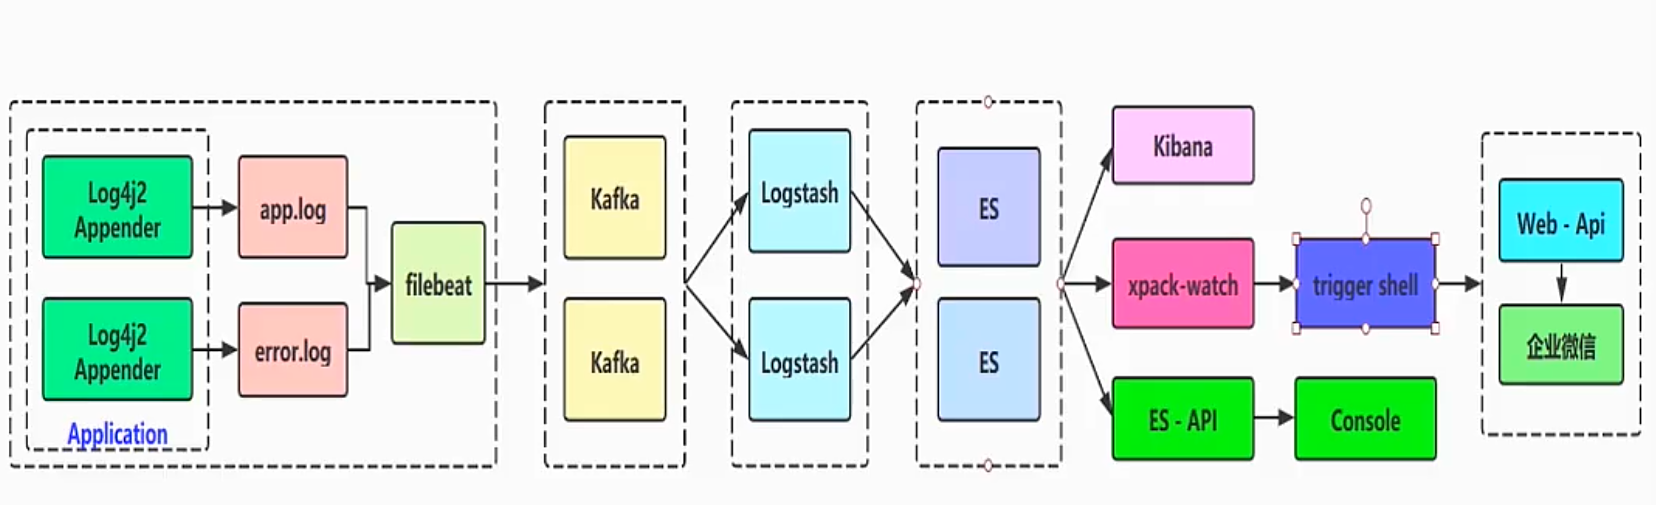 Log4j2
Appender
Log4j2
Appender
Application
app.log
error.log
filebeat
Kafka
Kafka
Logstash
Logstash
ES
ES
Kibana
xpack-watch
trigger shell
ES - API
Console
Web - Api
企业微信